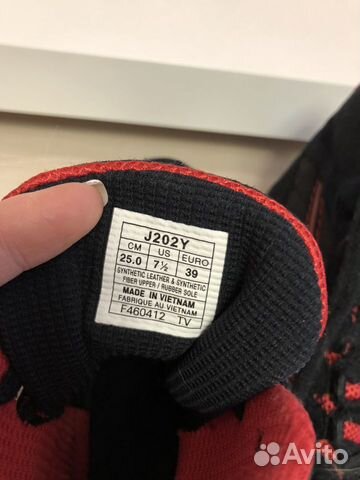 J202Y
CM US EURO
25.0 7½ 39
SYNTHETIC LEATHER & SYNTHETIC
FIBER UPPER / RUBBER SOLE
MADE IN VIETNAM
FABRIQUE AU VIETNAM
F460412 TV
Avito